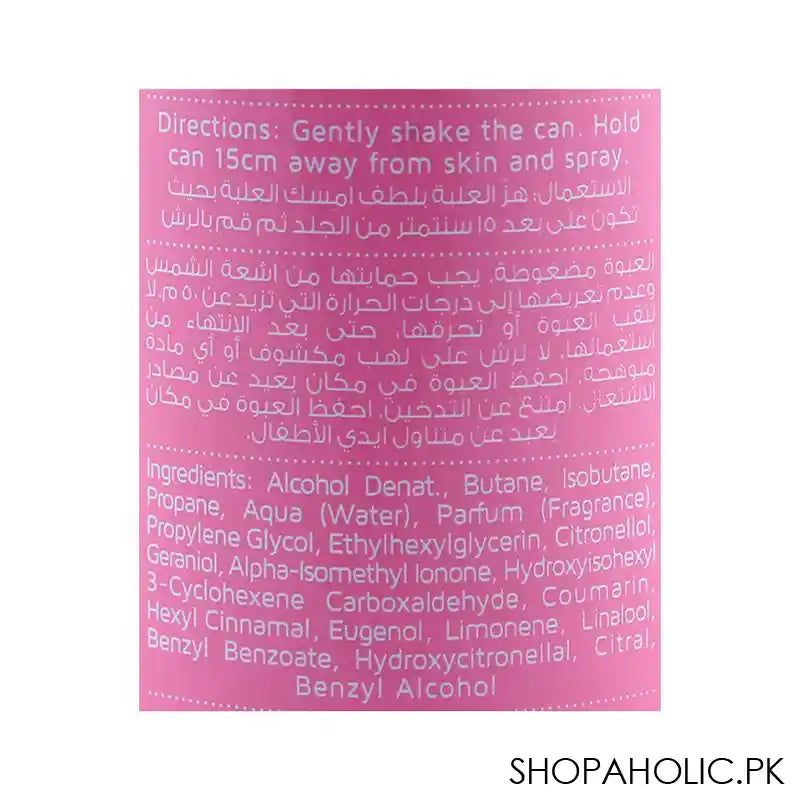 Directions: Gently shake the can. Hold
can 15cm away from skin and spray.
الاستعمال: هز العلبة بلطف امسك العلبة بحيث
تكون على بعد ١٥ سنتمتر من الجلد ثم قم بالرش
العبوة مضغوطة. يجب حمايتها من اشعة الشمس
وعدم تعريضها إلى درجات الحرارة التي تزيد عن ٥٠ م. لا
تثقب العبوة أو تحرقها، حتى بعد الانتهاء من
استعمالها. لا ترش على لهب مكشوف أو أي مادة
متوهجة. احفظ العبوة في مكان بعيد عن مصادر
الاشتعال. امتنع عن التدخين. احفظ العبوة في مكان
بعيد عن متناول ايدي الأطفال.
Ingredients: Alcohol Denat., Butane, Isobutane,
Propane, Aqua (Water), Parfum (Fragrance),
Propylene Glycol, Ethylhexylglycerin, Citronellol,
Geraniol, Alpha-Isomethyl Ionone, Hydroxyisohexyl
3-Cyclohexene Carboxaldehyde, Coumarin,
Hexyl Cinnamal, Eugenol, Limonene, Linalool,
Benzyl Benzoate, Hydroxycitronellal, Citral,
Benzyl Alcohol
SHOPAHOLIC.PK